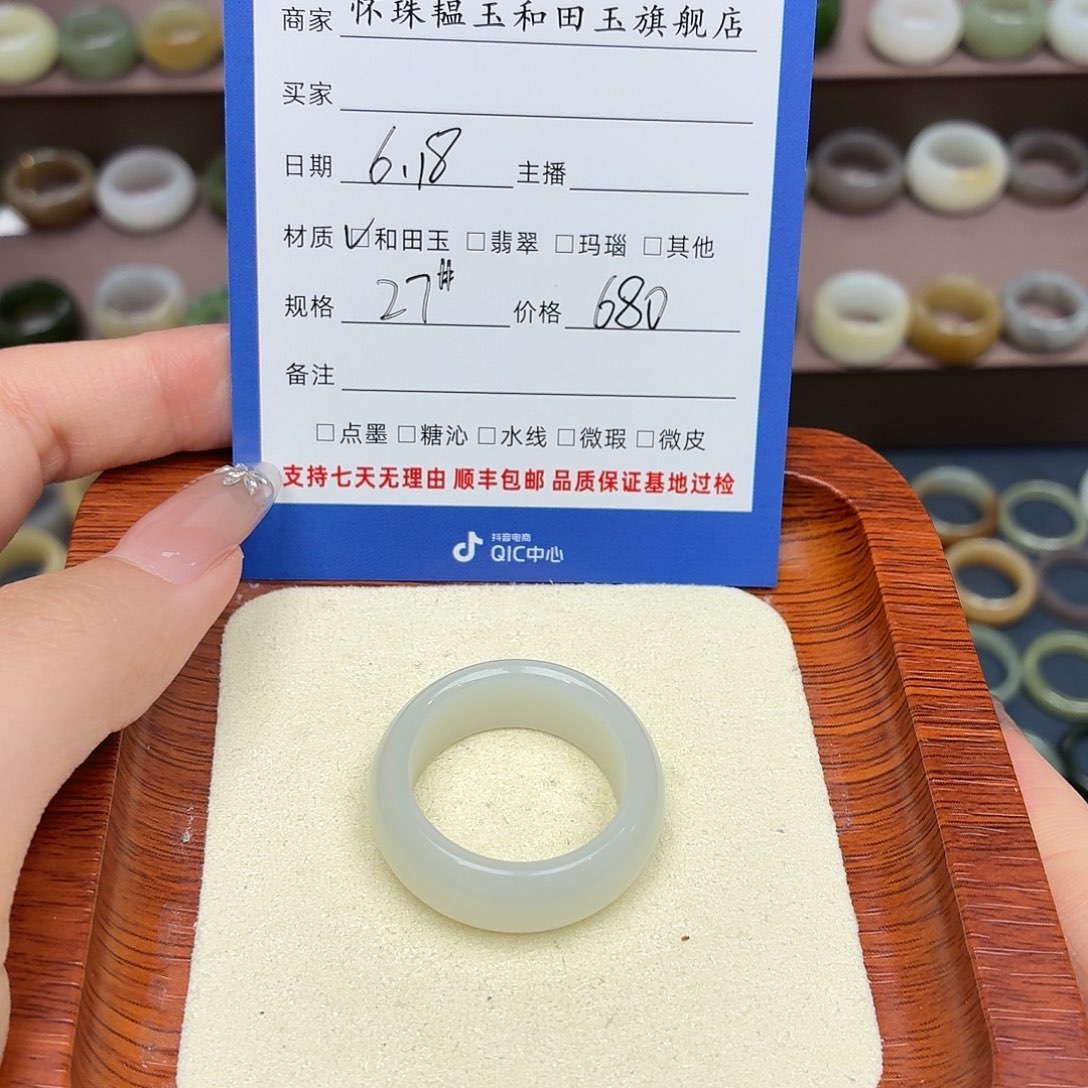 商家 怀珠韫玉和田玉旗舰店
买家
日期 6.18 主播
材质 ☑和田玉 □翡翠 □玛瑙 □其他
规格 27# 价格 680
备注
□点墨 □糖沁 □水线 □微瑕 □微皮
支持七天无理由 顺丰包邮 品质保证基地过检
抖音电商
QIC中心